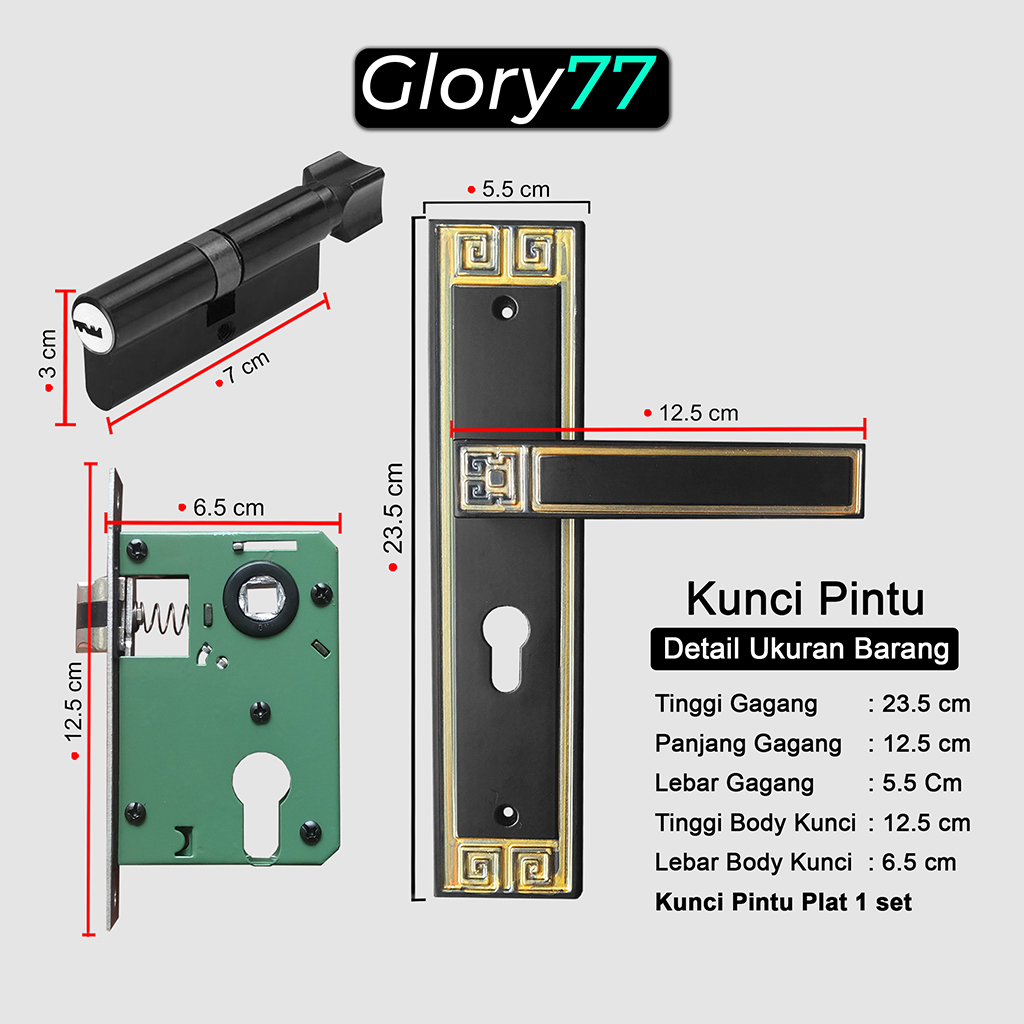 Glory77
• 5.5 cm
• 3 cm
• 7 cm
• 12.5 cm
• 6.5 cm
• 23.5 cm
• 12.5 cm
Kunci Pintu
Detail Ukuran Barang
Tinggi Gagang : 23.5 cm
Panjang Gagang : 12.5 cm
Lebar Gagang : 5.5 Cm
Tinggi Body Kunci : 12.5 cm
Lebar Body Kunci : 6.5 cm
Kunci Pintu Plat 1 set